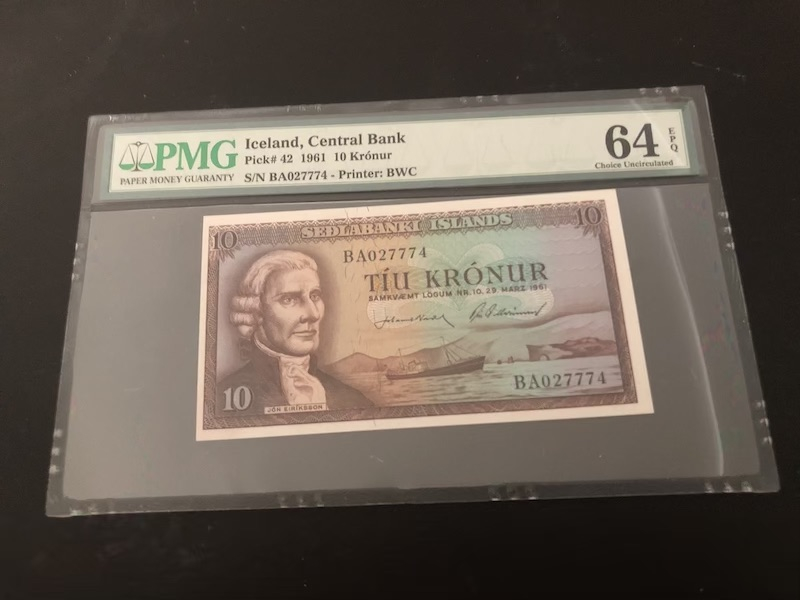 PMG
PAPER MONEY GUARANTY
Iceland, Central Bank
Pick# 42 1961 10 Krónur
S/N BA027774 - Printer: BWC
64 EPQ
Choice Uncirculated
10 SEÐLABANKI ÍSLANDS 10
BA027774
TÍU KRÓNUR
SAMKVÆMT LÖGUM NR. 10, 29. MARZ 1961
10
JÓN EIRÍKSSON
BA027774